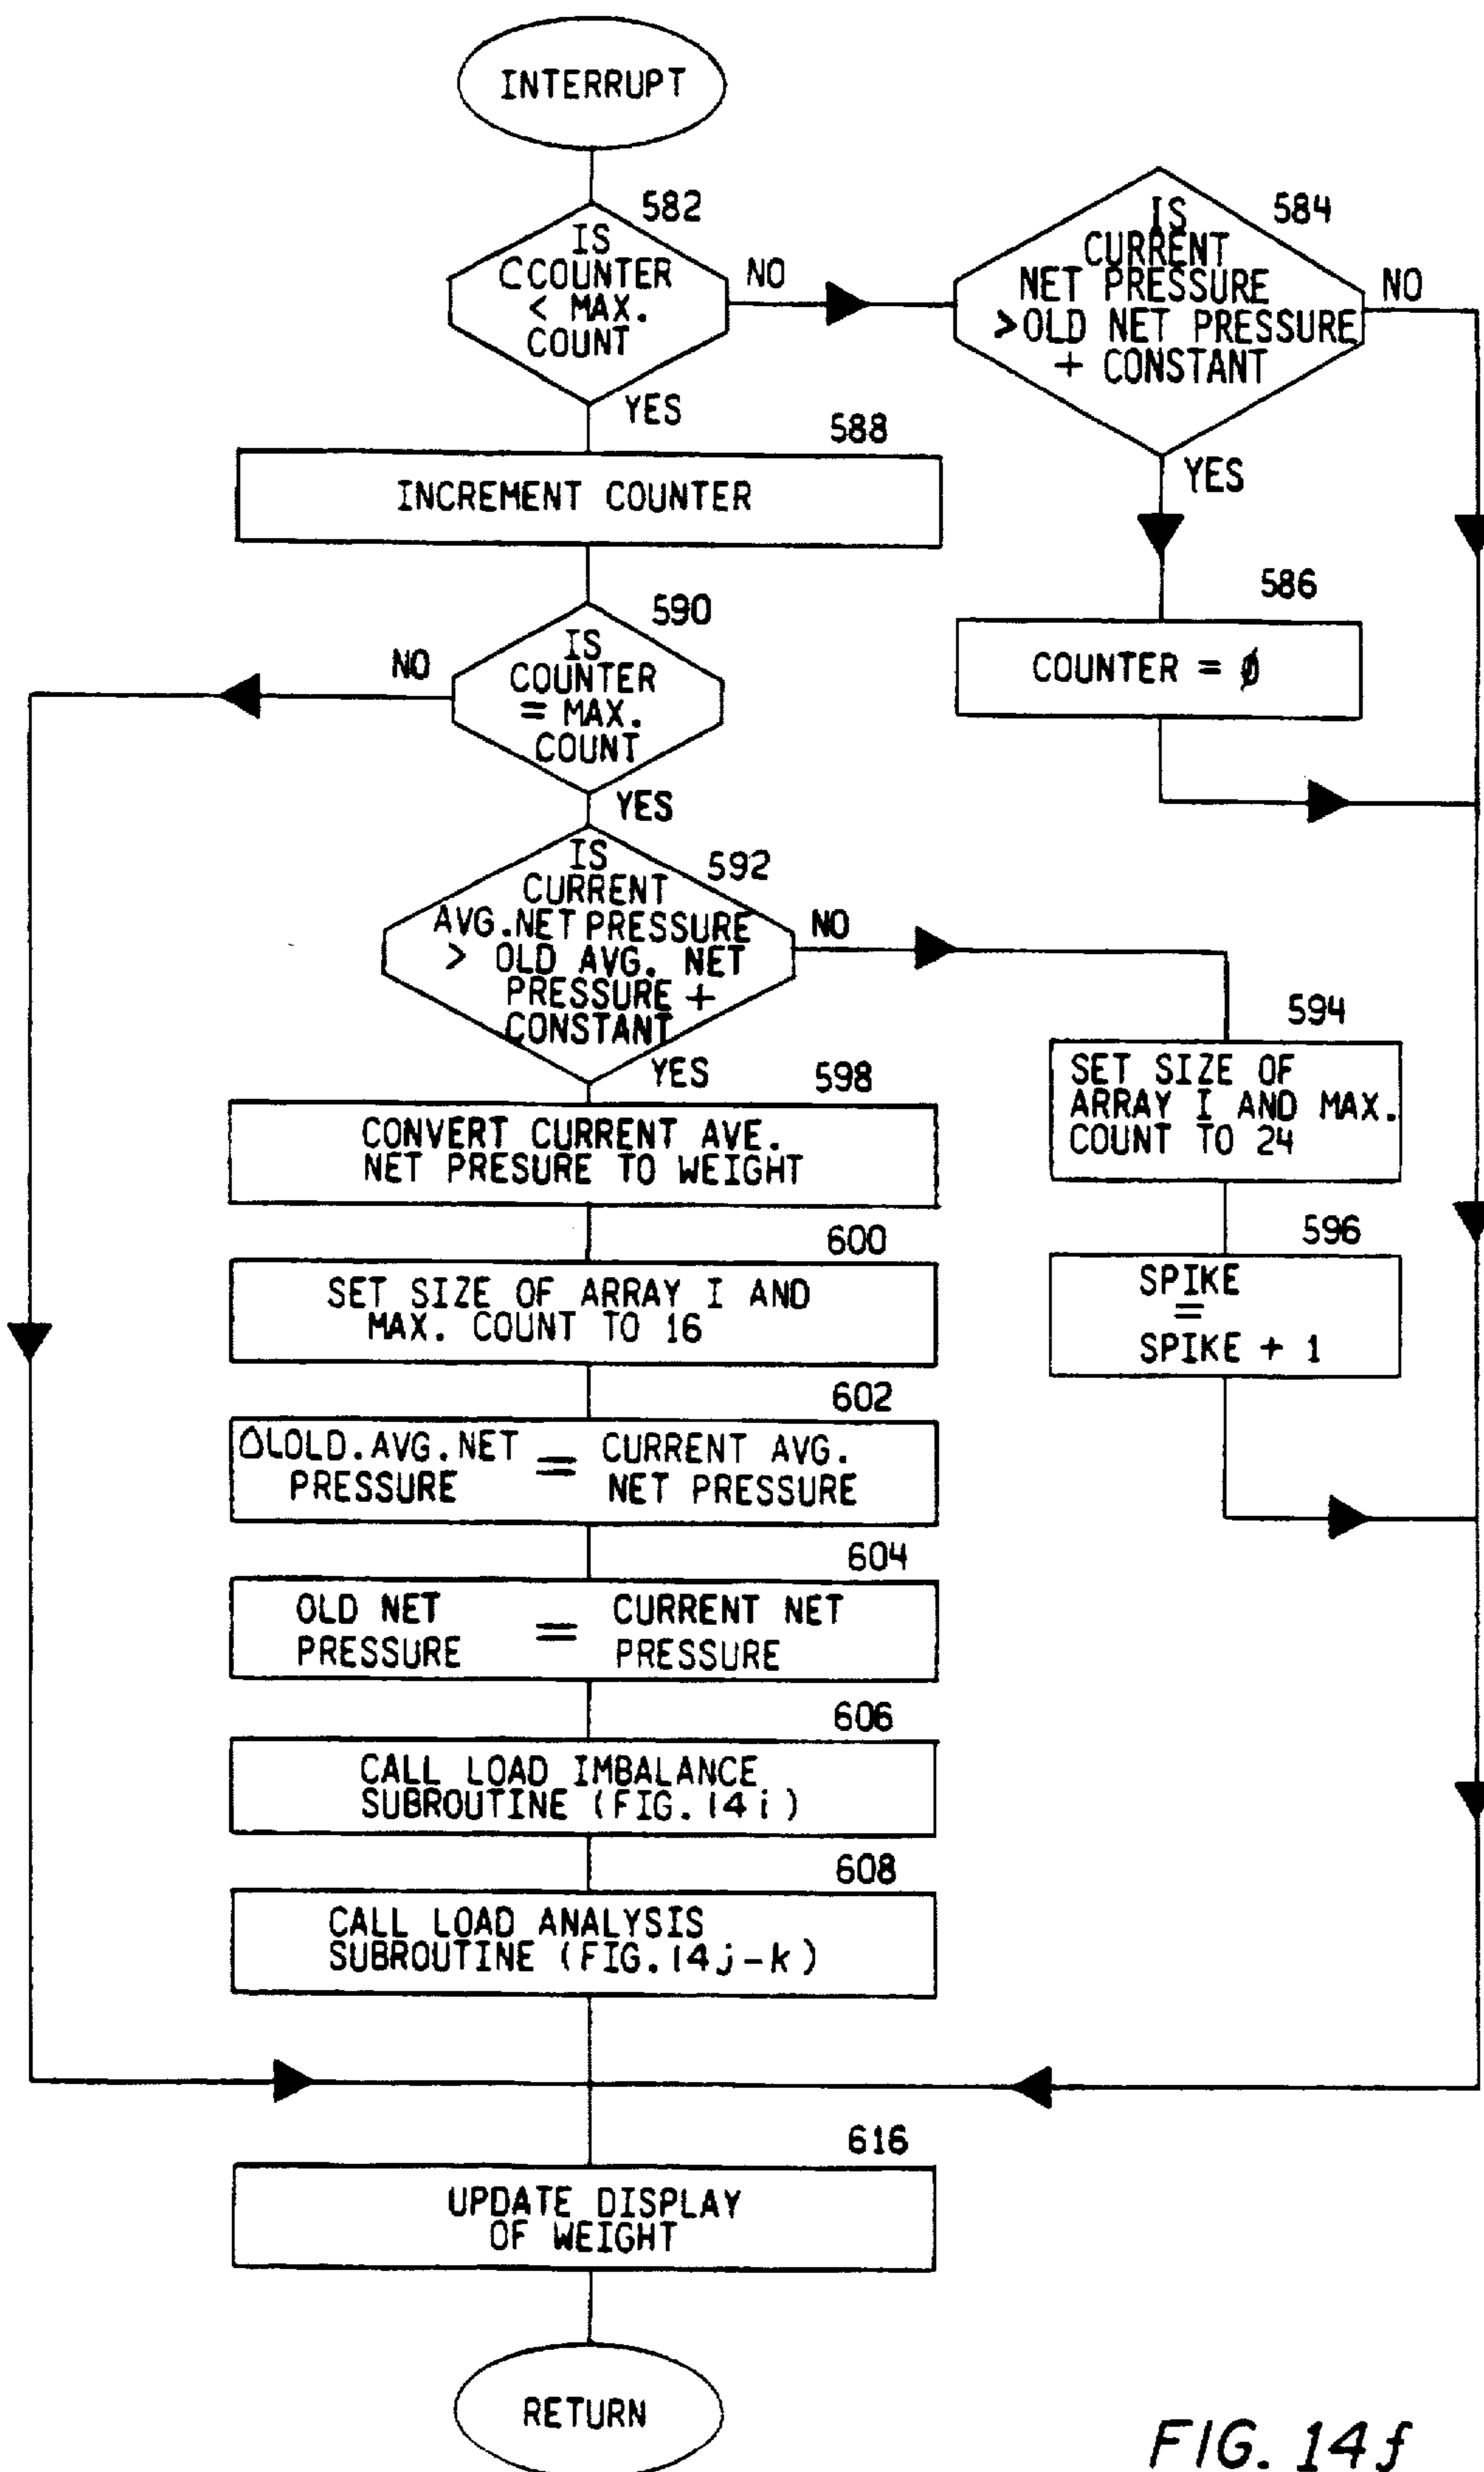 INTERRUPT
582
IS
CCOUNTER
< MAX.
COUNT
NO
YES
584
IS
CURRENT
NET PRESSURE
>OLD NET PRESSURE
+ CONSTANT
NO
YES
588
INCREMENT COUNTER
586
COUNTER = ∅
590
IS
COUNTER
= MAX.
COUNT
NO
YES
592
IS
CURRENT
AVG.NET PRESSURE
> OLD AVG. NET
PRESSURE +
CONSTANT
NO
YES
594
SET SIZE OF
ARRAY I AND MAX.
COUNT TO 24
596
SPIKE
=
SPIKE + 1
598
CONVERT CURRENT AVE.
NET PRESURE TO WEIGHT
600
SET SIZE OF ARRAY I AND
MAX. COUNT TO 16
602
OLOLD.AVG.NET = CURRENT AVG.
PRESSURE NET PRESSURE
604
OLD NET = CURRENT NET
PRESSURE PRESSURE
606
CALL LOAD IMBALANCE
SUBROUTINE (FIG.14i)
608
CALL LOAD ANALYSIS
SUBROUTINE (FIG.14j-k)
616
UPDATE DISPLAY
OF WEIGHT
RETURN
FIG. 14f